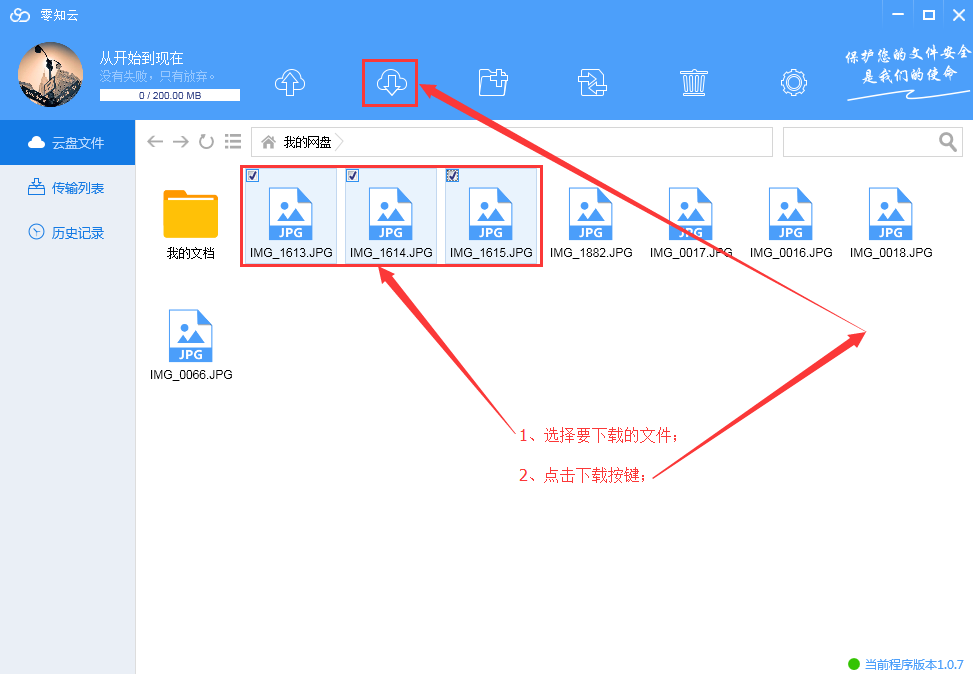 零知云
从开始到现在
没有失败，只有放弃。
0 / 200.00 MB
保护您的文件安全
是我们的使命
云盘文件
传输列表
历史记录
我的网盘
我的文档
JPG
IMG_1613.JPG
JPG
IMG_1614.JPG
JPG
IMG_1615.JPG
JPG
IMG_1882.JPG
JPG
IMG_0017.JPG
JPG
IMG_0016.JPG
JPG
IMG_0018.JPG
JPG
IMG_0066.JPG
1、选择要下载的文件；
2、点击下载按键；
当前程序版本1.0.7